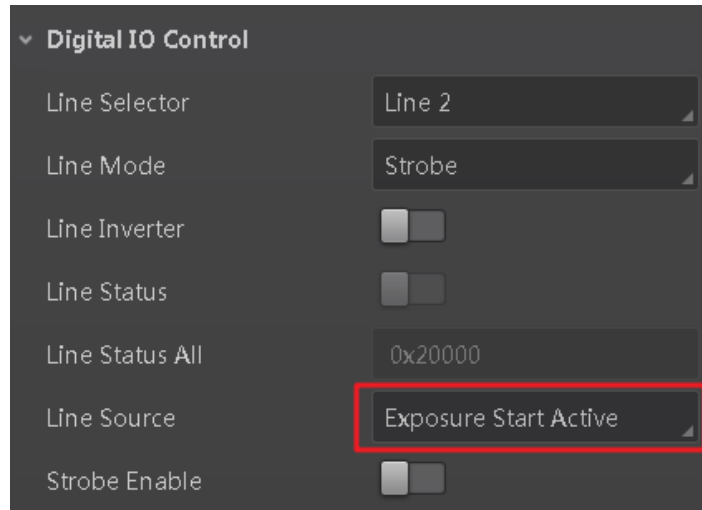 Digital IO Control
Line Selector Line 2
Line Mode Strobe
Line Inverter
Line Status
Line Status All 0x20000
Line Source Exposure Start Active
Strobe Enable